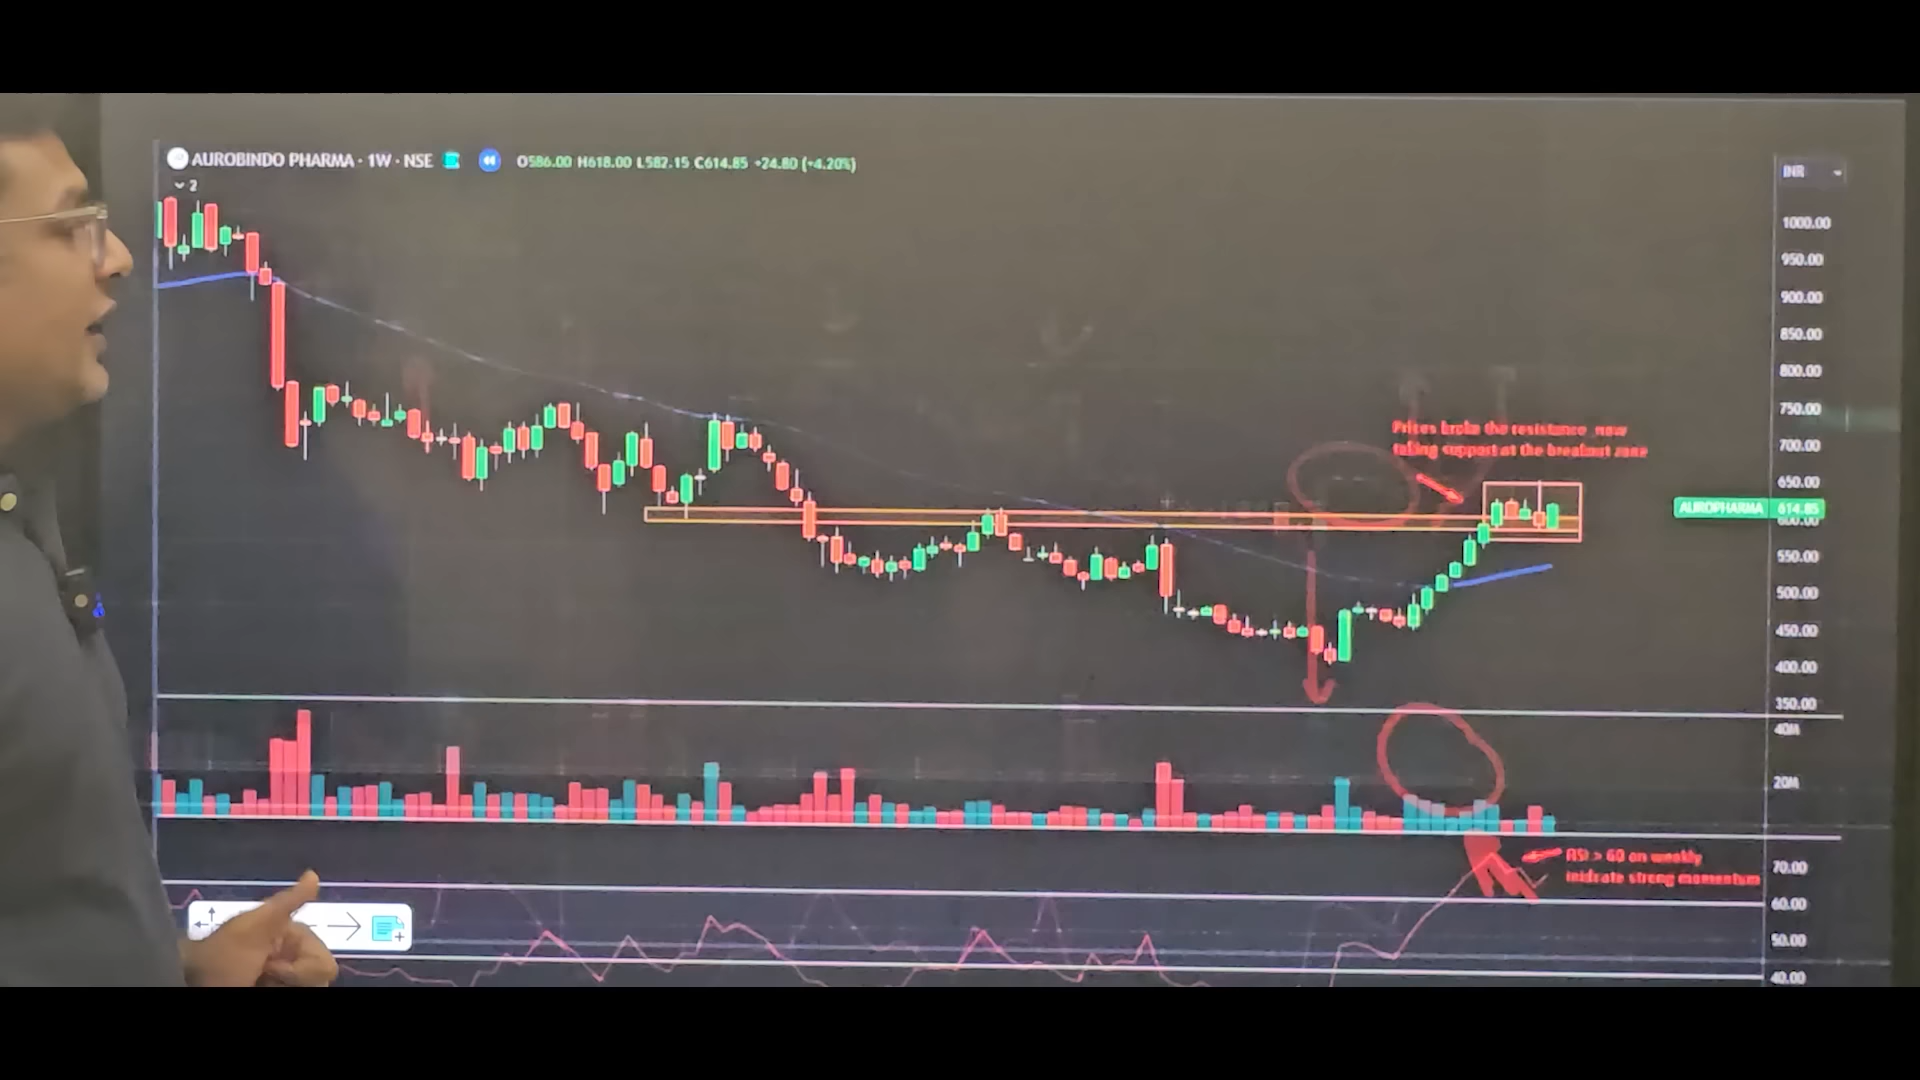 AUROBINDO PHARMA · 1W · NSE O586.00 H618.00 L582.15 C614.85 +24.80 (+4.20%)
2
INR
1000.00
950.00
900.00
850.00
800.00
750.00
Prices broke the resistance now
taking support at the breakout zone
700.00
650.00
AUROPHARMA 614.85
600.00
550.00
500.00
450.00
400.00
350.00
40M
20M
RSI > 60 on weekly
inidcate strong momentum
70.00
60.00
50.00
40.00